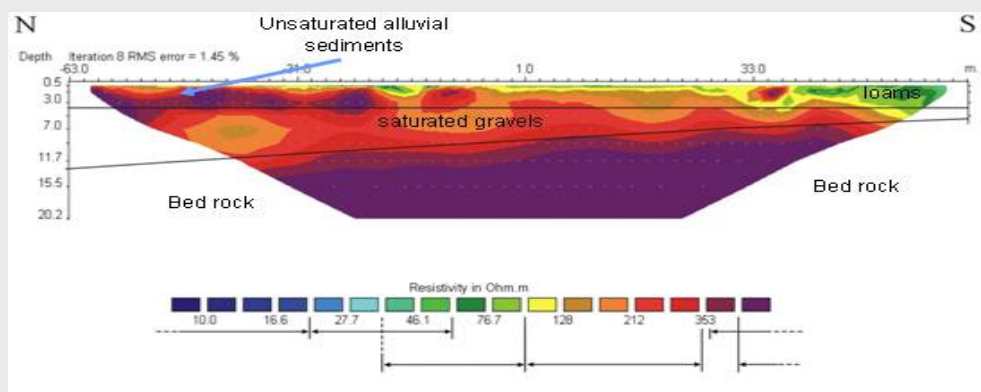 N
S
Unsaturated alluvial
sediments
Depth Iteration 8 RMS error = 1.45 %
-63.0 1.0 33.0 m.
0.5
3.0
7.0
11.7
15.5
20.2
loams
saturated gravels
Bed rock
Bed rock
Resistivity in Ohm.m
10.0 16.6 27.7 46.1 76.7 128 212 353